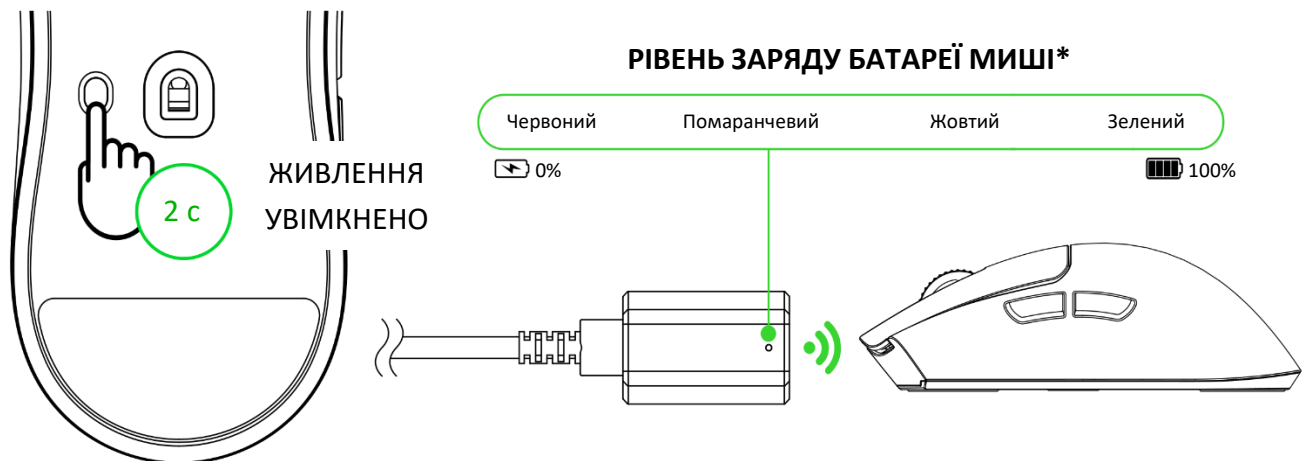 РІВЕНЬ ЗАРЯДУ БАТАРЕЇ МИШІ*
Червоний Помаранчевий Жовтий Зелений
0% 100%
2 с
ЖИВЛЕННЯ
УВІМКНЕНО